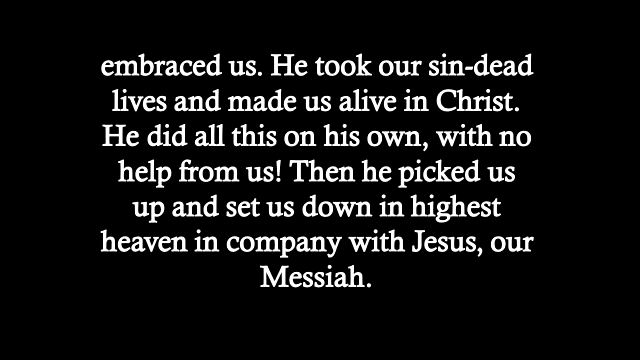 embraced us. He took our sin-dead
lives and made us alive in Christ.
He did all this on his own, with no
help from us! Then he picked us
up and set us down in highest
heaven in company with Jesus, our
Messiah.